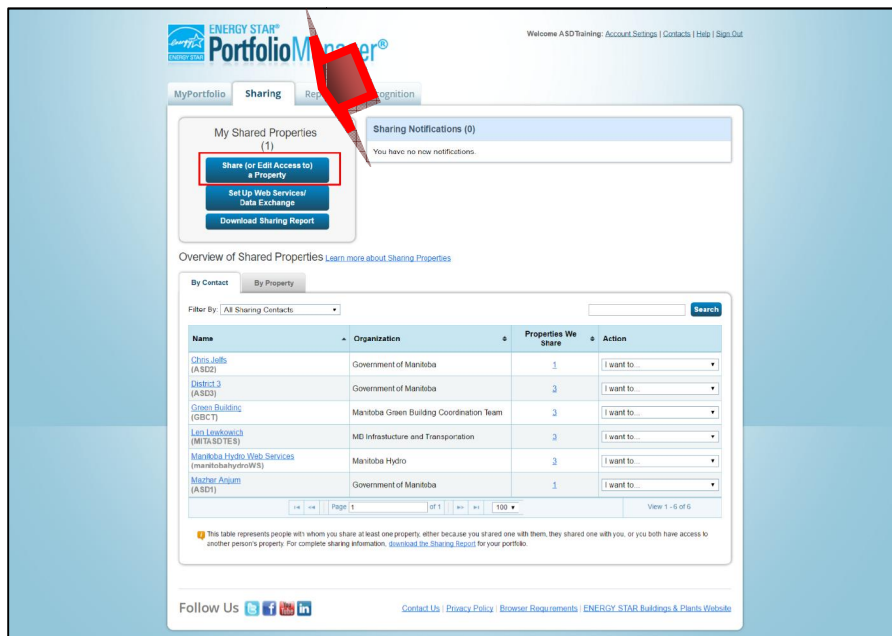 ENERGY STAR®
PortfolioManager®
ENERGY STAR
Welcome ASDTraining: Account Settings | Contacts | Help | Sign Out
MyPortfolio Sharing
My Shared Properties
(1)
Share (or Edit Access to)
a Property
Set Up Web Services/
Data Exchange
Download Sharing Report
Sharing Notifications (0)
You have no new notifications.
Overview of Shared Properties Learn more about Sharing Properties
By Contact By Property
Filter By: All Sharing Contacts Search
Name Organization Properties We Share Action
Chris Jelfs
(ASD2) Government of Manitoba 1 I want to...
District 3
(ASD3) Government of Manitoba 3 I want to...
Green Building
(GBCT) Manitoba Green Building Coordination Team 3 I want to...
Len Lewkowich
(MITASDTES) MB Infrastucture and Transportation 3 I want to...
Manitoba Hydro Web Services
(manitobahydroWS) Manitoba Hydro 3 I want to...
Mazher Anjum
(ASD1) Government of Manitoba 1 I want to...
Page 1 of 1 100 View 1 - 6 of 6
This table represents people with whom you share at least one property, either because you shared one with them, they shared one with you, or you both have access to
another person's property. For complete sharing information, download the Sharing Report for your portfolio.
Follow Us Contact Us | Privacy Policy | Browser Requirements | ENERGY STAR Buildings & Plants Website